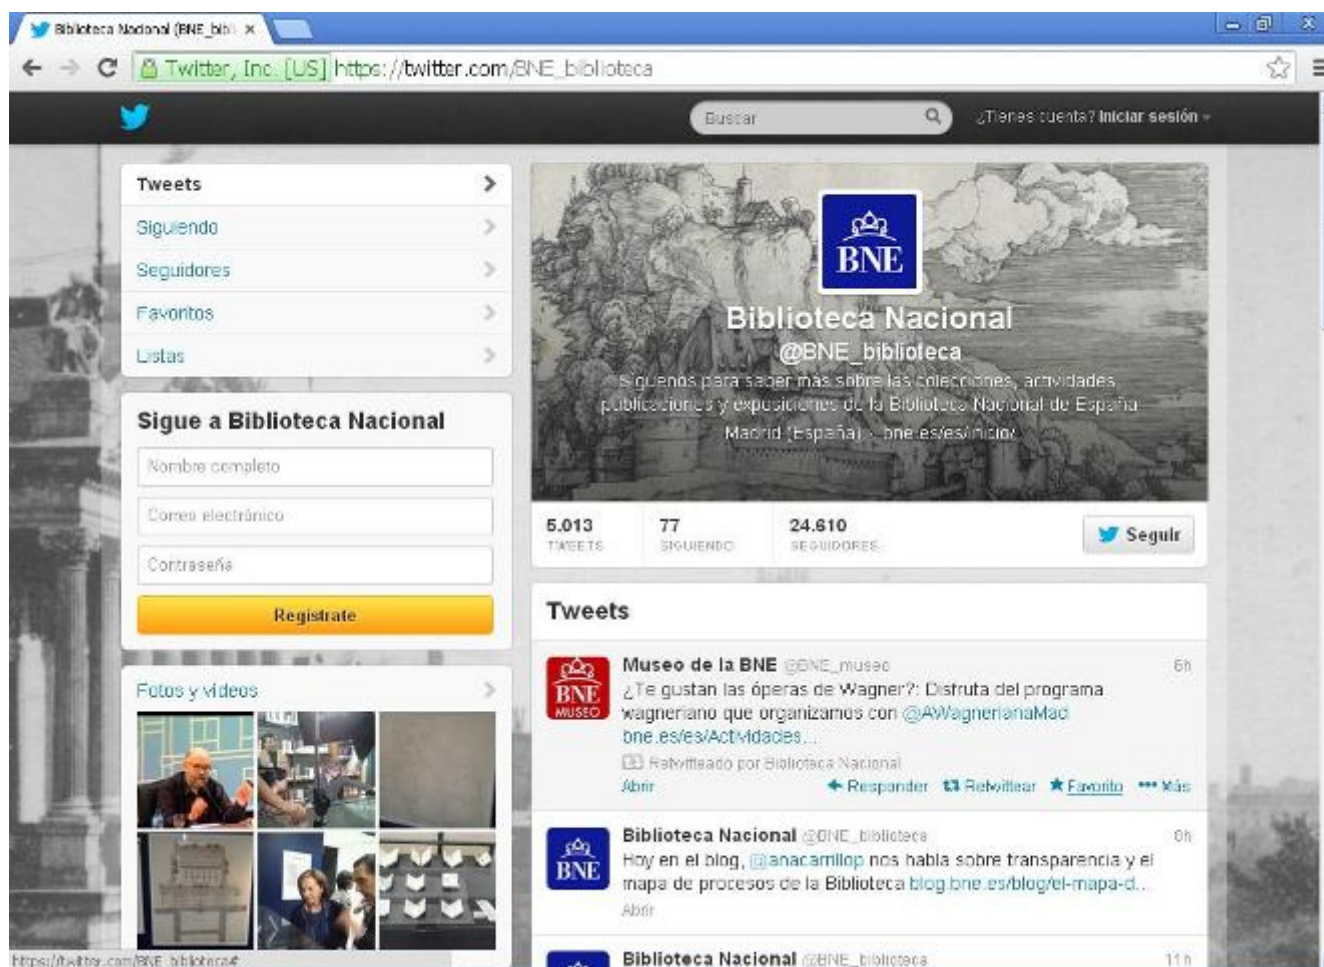 Biblioteca Nacional (BNE_bibli
Twitter, Inc. [US] https://twitter.com/BNE_biblioteca
Buscar
¿Tienes cuenta? Iniciar sesión
Tweets
Siguiendo
Seguidores
Favoritos
Listas
Sigue a Biblioteca Nacional
Nombre completo
Correo electrónico
Contraseña
Regístrate
Fotos y vídeos
BNE
Biblioteca Nacional
@BNE_biblioteca
Síguenos para saber más sobre las colecciones, actividades
publicaciones y exposiciones de la Biblioteca Nacional de España
Madrid (España) · bne.es/es/Inicio/
5.013
TWEETS
77
SIGUIENDO
24.610
SEGUIDORES
Seguir
Tweets
BNE
MUSEO
Museo de la BNE @BNE_museo 6h
¿Te gustan las óperas de Wagner?: Disfruta del programa
wagneriano que organizamos con @AWagnerianaMad
bne.es/es/Actividades...
Retwitteado por Biblioteca Nacional
Abrir Responder Retwittear Favorito Más
BNE
Biblioteca Nacional @BNE_biblioteca 8h
Hoy en el blog, @anacarrillop nos habla sobre transparencia y el
mapa de procesos de la Biblioteca blog.bne.es/blog/el-mapa-d...
Abrir
Biblioteca Nacional @BNE_biblioteca 11h
https://twitter.com/BNE_biblioteca#